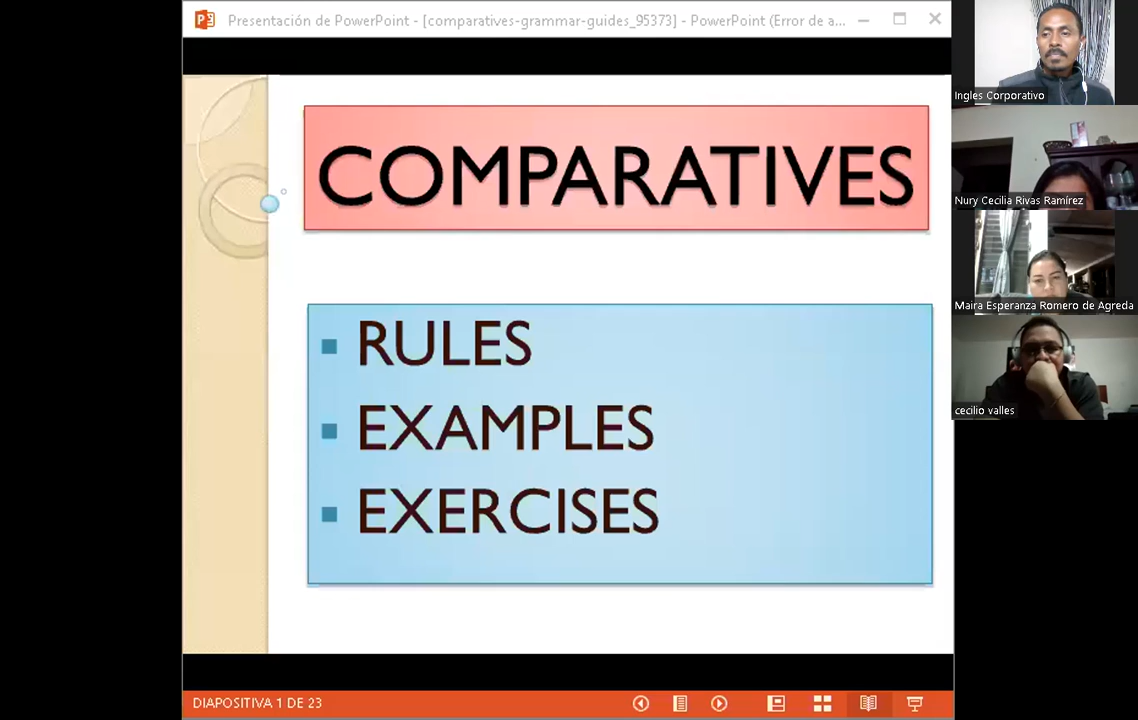 Presentación de PowerPoint - [comparatives-grammar-guides_95373] - PowerPoint (Error de a...
COMPARATIVES
RULES
EXAMPLES
EXERCISES
DIAPOSITIVA 1 DE 23
Ingles Corporativo
Nury Cecilia Rivas Ramírez
Maira Esperanza Romero de Agreda
cecilio valles